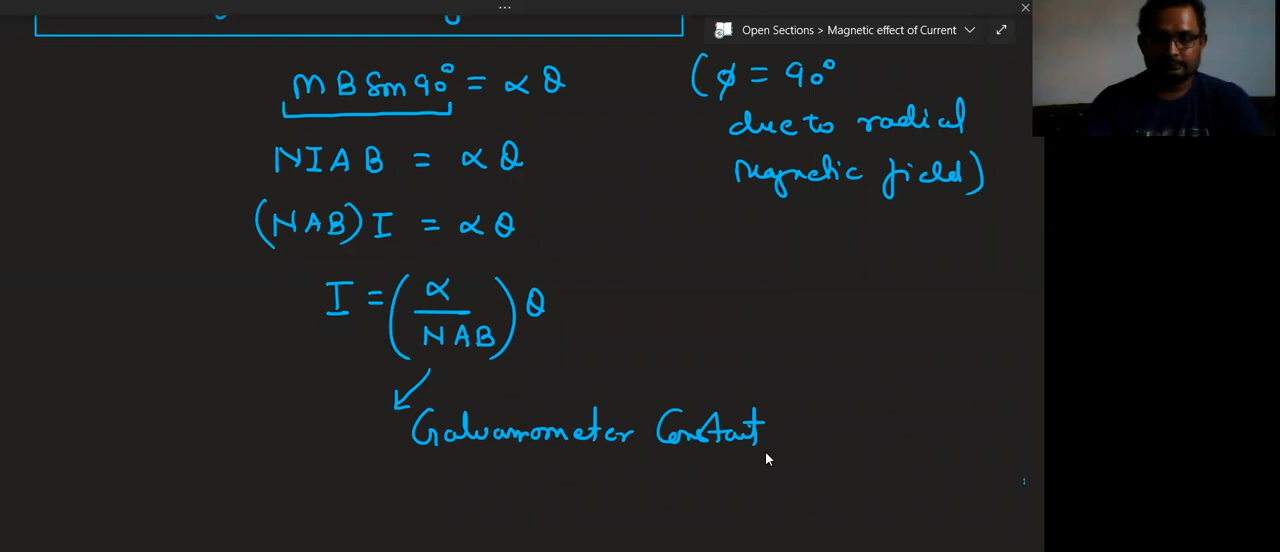 Open Sections > Magnetic effect of Current
M B Sin 90° = α θ
(ϕ = 90°
due to radial
Magnetic field)
NIAB = α θ
(NAB) I = α θ
I = (α / NAB) θ
Galvanometer Constant